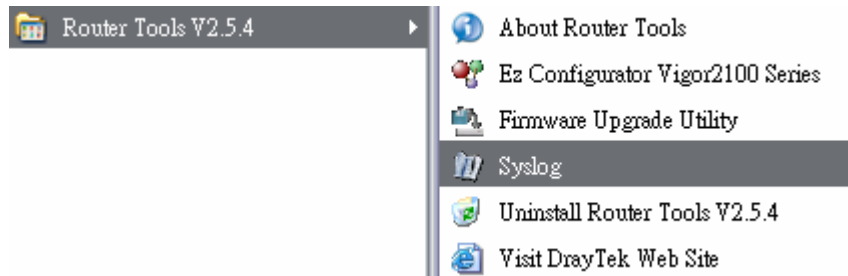 Router Tools V2.5.4
About Router Tools
Ez Configurator Vigor2100 Series
Firmware Upgrade Utility
Syslog
Uninstall Router Tools V2.5.4
Visit DrayTek Web Site